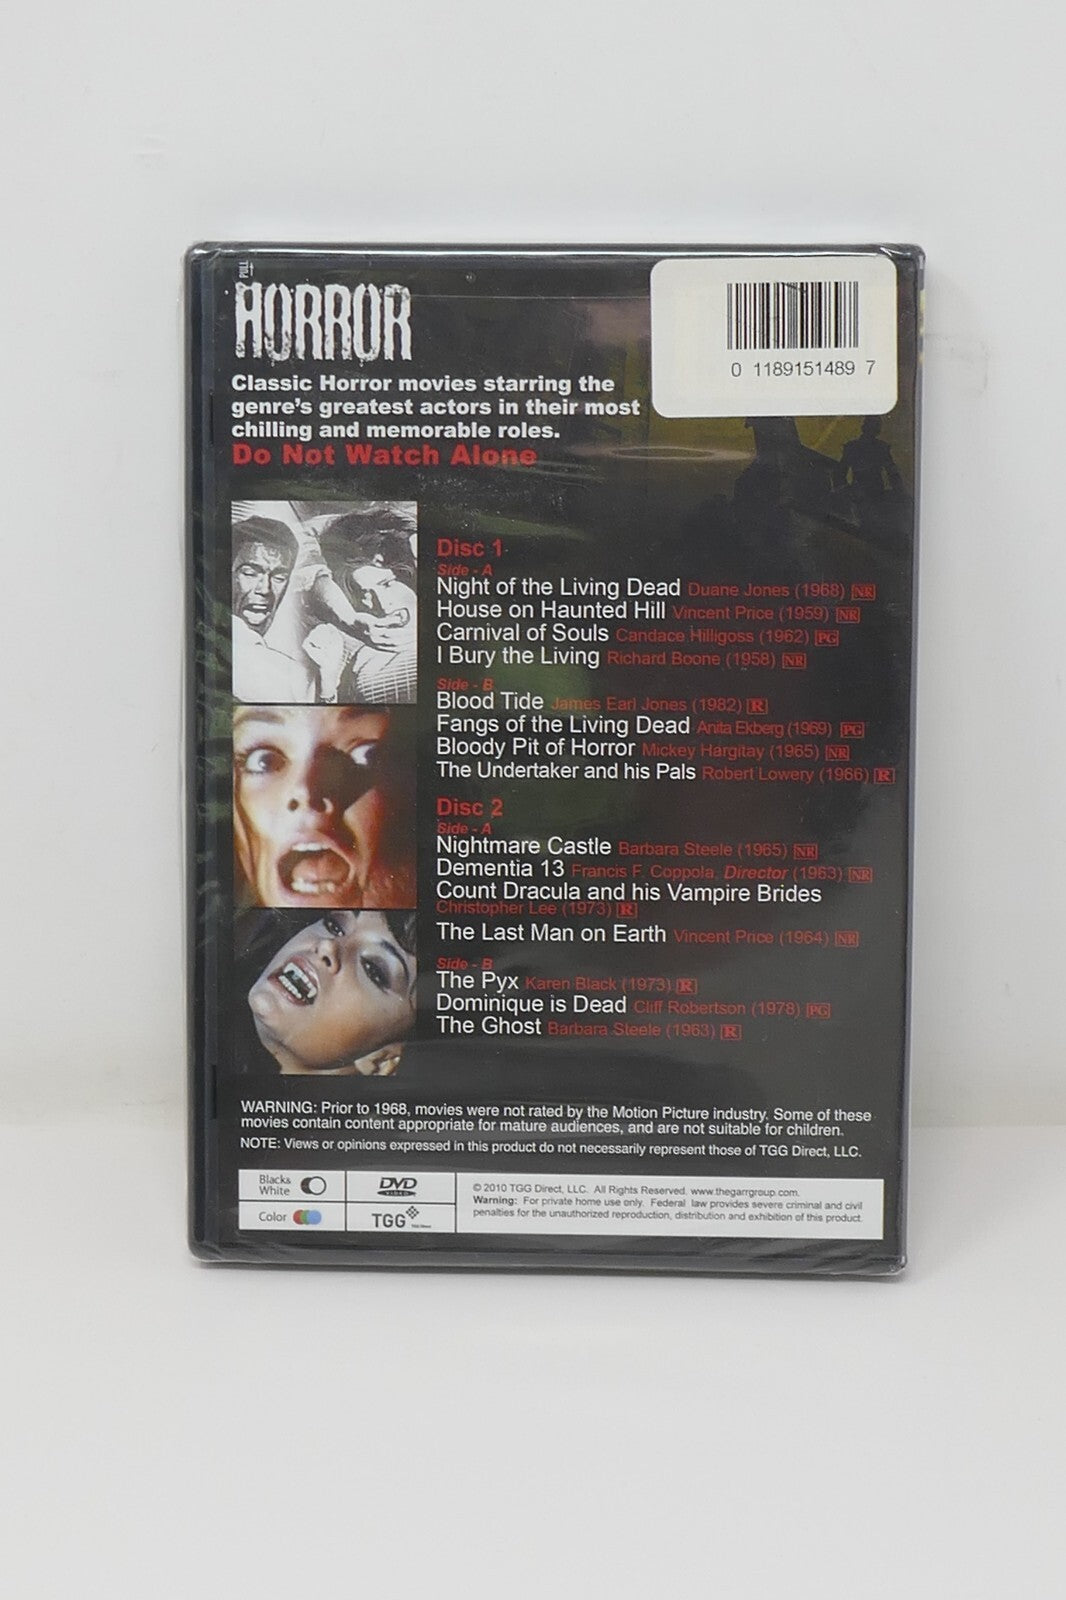 PULL
HORROR
0 1189151489 7
Classic Horror movies starring the
genre's greatest actors in their most
chilling and memorable roles.
Do Not Watch Alone
Disc 1
Side - A
Night of the Living Dead Duane Jones (1968) NR
House on Haunted Hill Vincent Price (1959) NR
Carnival of Souls Candace Hilligoss (1962) PG
I Bury the Living Richard Boone (1958) NR
Side - B
Blood Tide James Earl Jones (1982) R
Fangs of the Living Dead Anita Ekberg (1969) PG
Bloody Pit of Horror Mickey Hargitay (1965) NR
The Undertaker and his Pals Robert Lowery (1966) R
Disc 2
Side - A
Nightmare Castle Barbara Steele (1965) NR
Dementia 13 Francis F. Coppola, Director (1963) NR
Count Dracula and his Vampire Brides
Christopher Lee (1973) R
The Last Man on Earth Vincent Price (1964) NR
Side - B
The Pyx Karen Black (1973) R
Dominique is Dead Cliff Robertson (1978) PG
The Ghost Barbara Steele (1963) R
WARNING: Prior to 1968, movies were not rated by the Motion Picture industry. Some of these
movies contain content appropriate for mature audiences, and are not suitable for children.
NOTE: Views or opinions expressed in this product do not necessarily represent those of TGG Direct, LLC.
Black&
White
Color
DVD
VIDEO
TGG
© 2010 TGG Direct, LLC. All Rights Reserved. www.thegarrgroup.com.
Warning: For private home use only. Federal law provides severe criminal and civil
penalties for the unauthorized reproduction, distribution and exhibition of this product.